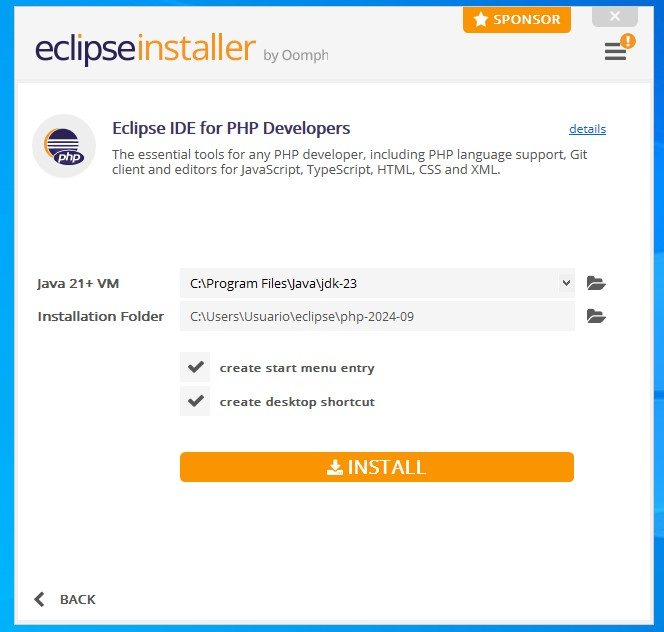 SPONSOR
eclipseinstaller by Oomph
!
php
Eclipse IDE for PHP Developers
details
The essential tools for any PHP developer, including PHP language support, Git
client and editors for JavaScript, TypeScript, HTML, CSS and XML.
Java 21+ VM
C:\Program Files\Java\jdk-23
Installation Folder
C:\Users\Usuario\eclipse\php-2024-09
create start menu entry
create desktop shortcut
INSTALL
BACK